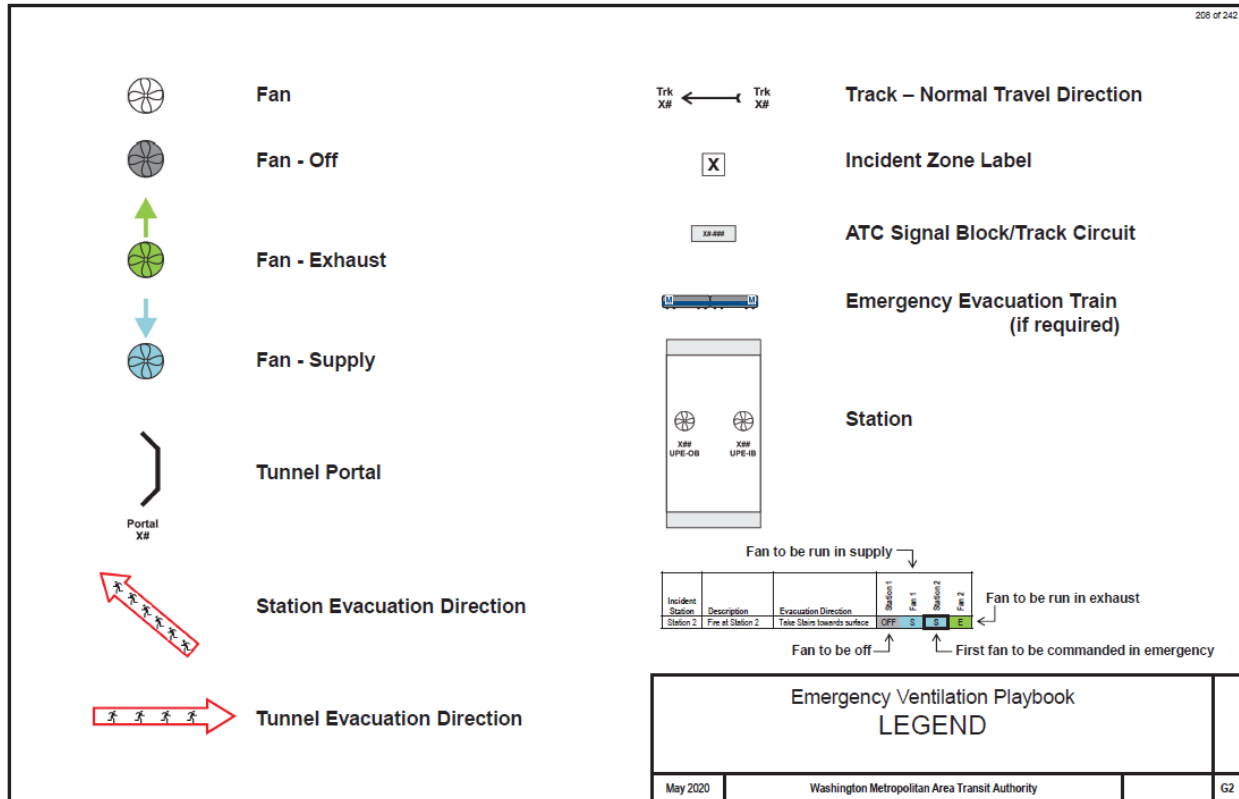 208 of 242
Fan
Fan - Off
Fan - Exhaust
Fan - Supply
Tunnel Portal
Portal
X#
Station Evacuation Direction
Tunnel Evacuation Direction
Trk X# Trk X#
Track – Normal Travel Direction
X
Incident Zone Label
X#-###
ATC Signal Block/Track Circuit
M M
Emergency Evacuation Train
(if required)
Station
X## X##
UPE-OB UPE-IB
Fan to be run in supply
Incident Station Description Evacuation Direction Station 1 Fan 1 Station 2 Fan 2
Station 2 Fire at Station 2 Take Stairs towards surface OFF S S E
Fan to be run in exhaust
Fan to be off
First fan to be commanded in emergency
Emergency Ventilation Playbook
LEGEND
May 2020 Washington Metropolitan Area Transit Authority G2